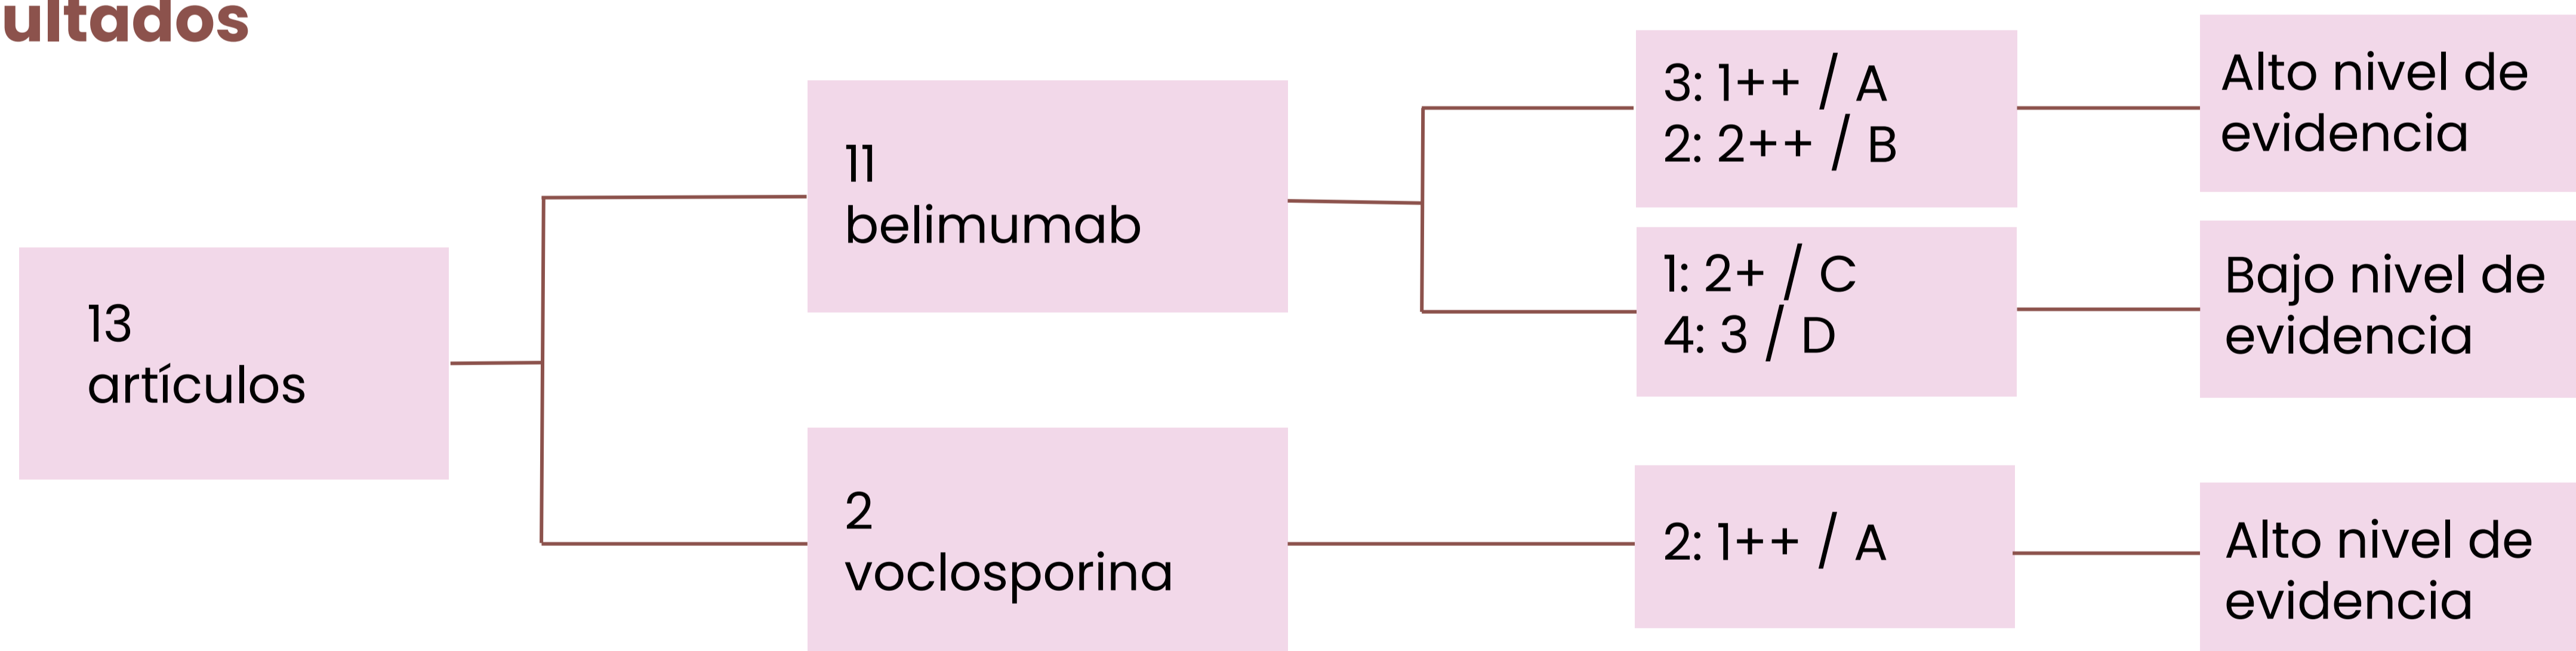 ultados
13
artículos
11
belimumab
2
voclosporina
3: 1++ / A
2: 2++ / B
1: 2+ / C
4: 3 / D
2: 1++ / A
Alto nivel de
evidencia
Bajo nivel de
evidencia
Alto nivel de
evidencia